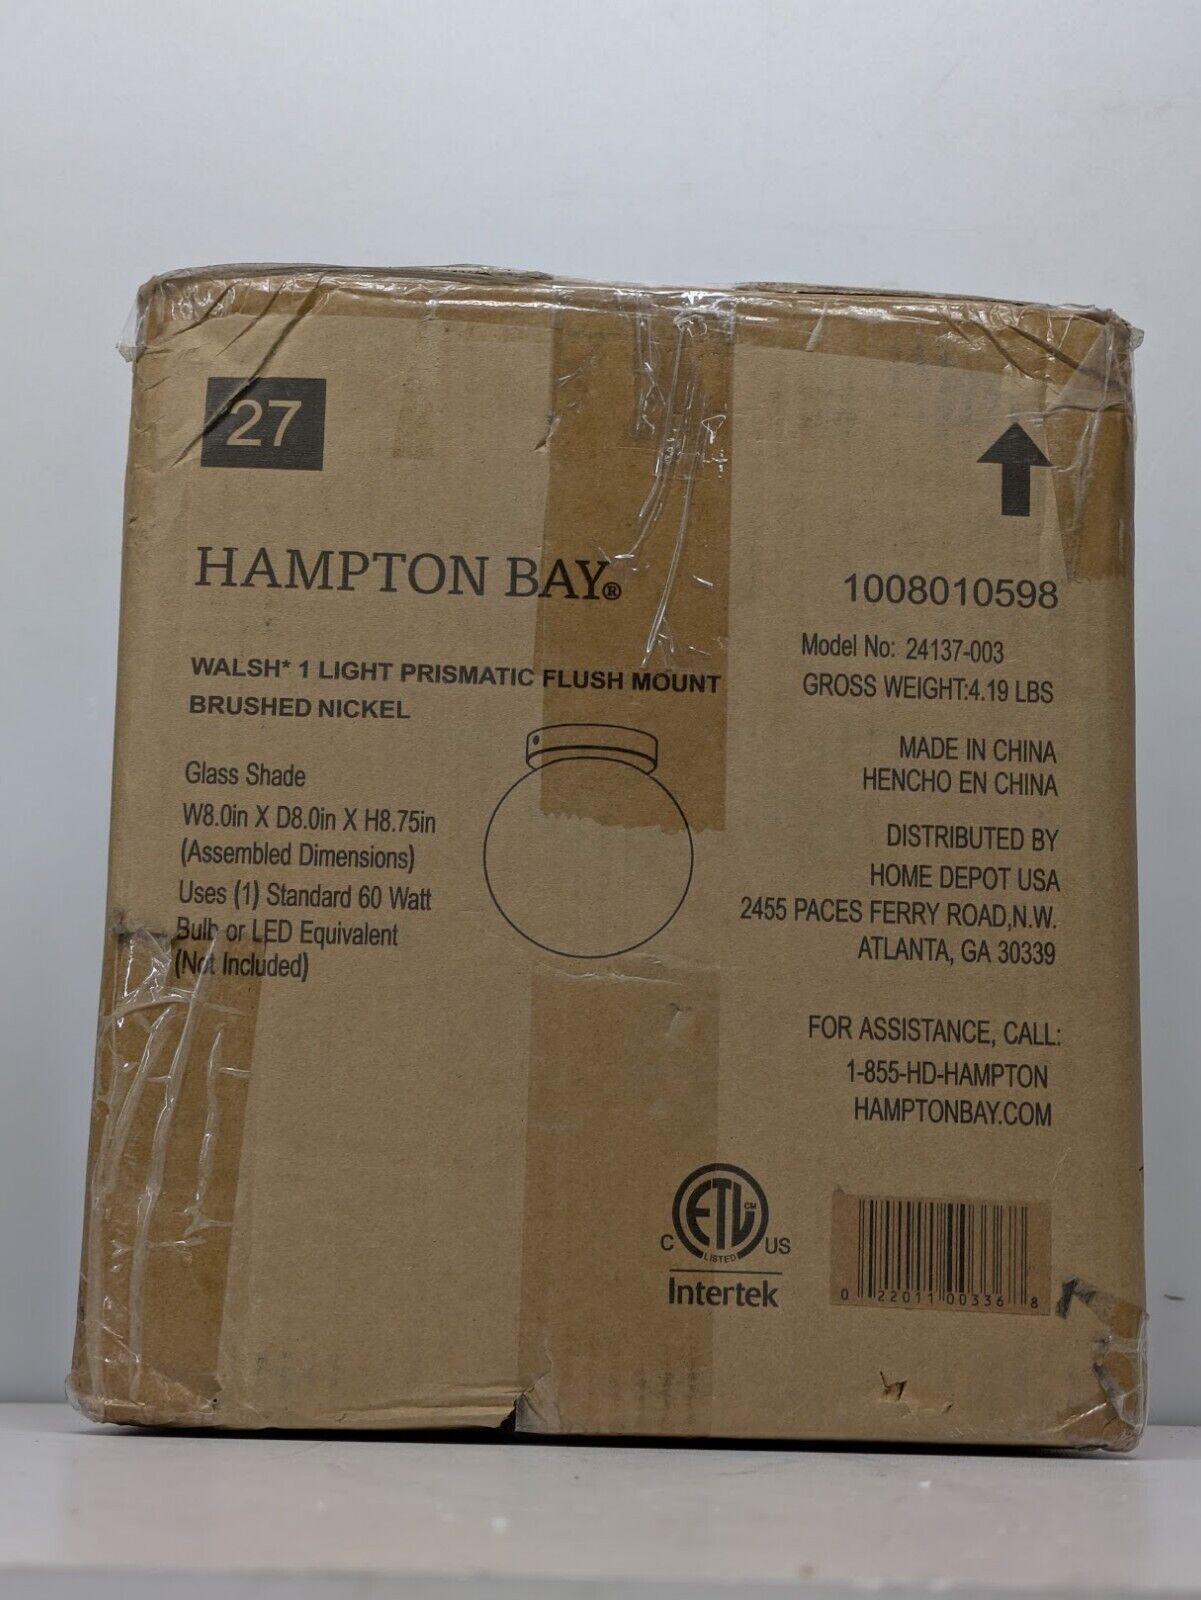 27
HAMPTON BAY®
WALSH* 1 LIGHT PRISMATIC FLUSH MOUNT
BRUSHED NICKEL
Glass Shade
W8.0in X D8.0in X H8.75in
(Assembled Dimensions)
Uses (1) Standard 60 Watt
Bulb or LED Equivalent
(Not Included)
1008010598
Model No: 24137-003
GROSS WEIGHT:4.19 LBS
MADE IN CHINA
HENCHO EN CHINA
DISTRIBUTED BY
HOME DEPOT USA
2455 PACES FERRY ROAD,N.W.
ATLANTA, GA 30339
FOR ASSISTANCE, CALL:
1-855-HD-HAMPTON
HAMPTONBAY.COM
ETL CM
LISTED
C US
Intertek
0 22011 00336 8